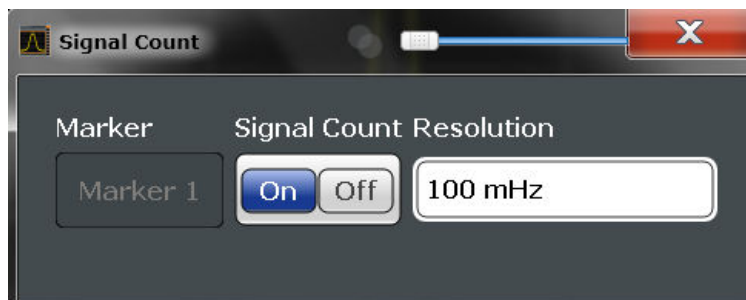 Signal Count
Marker Signal Count Resolution
Marker 1 On Off 100 mHz